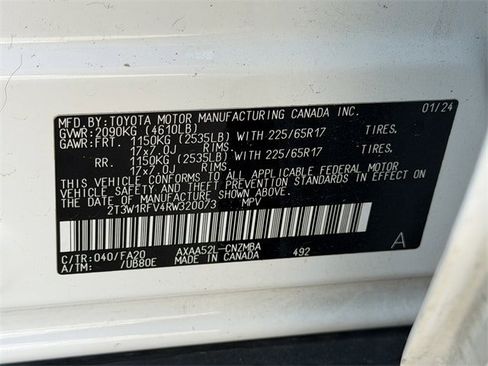 MFD.BY:TOYOTA MOTOR MANUFACTURING CANADA INC. 01/24
GVWR:2090KG (4610LB)
GAWR:FRT. 1150KG (2535LB) WITH 225/65R17 TIRES.
17x7.0J RIMS.
RR. 1150KG (2535LB) WITH 225/65R17 TIRES.
17x7.0J RIMS.
THIS VEHICLE CONFORMS TO ALL APPLICABLE FEDERAL MOTOR
VEHICLE SAFETY, BUMPER, AND THEFT PREVENTION STANDARDS IN EFFECT ON
THE DATE OF MANUFACTURE SHOWN ABOVE.
2T3W1RFV4RW320073 MPV
C/TR:040/FA20 AXAA52L-CNZMBA
A/TM: /UB80E MADE IN CANADA 492 A